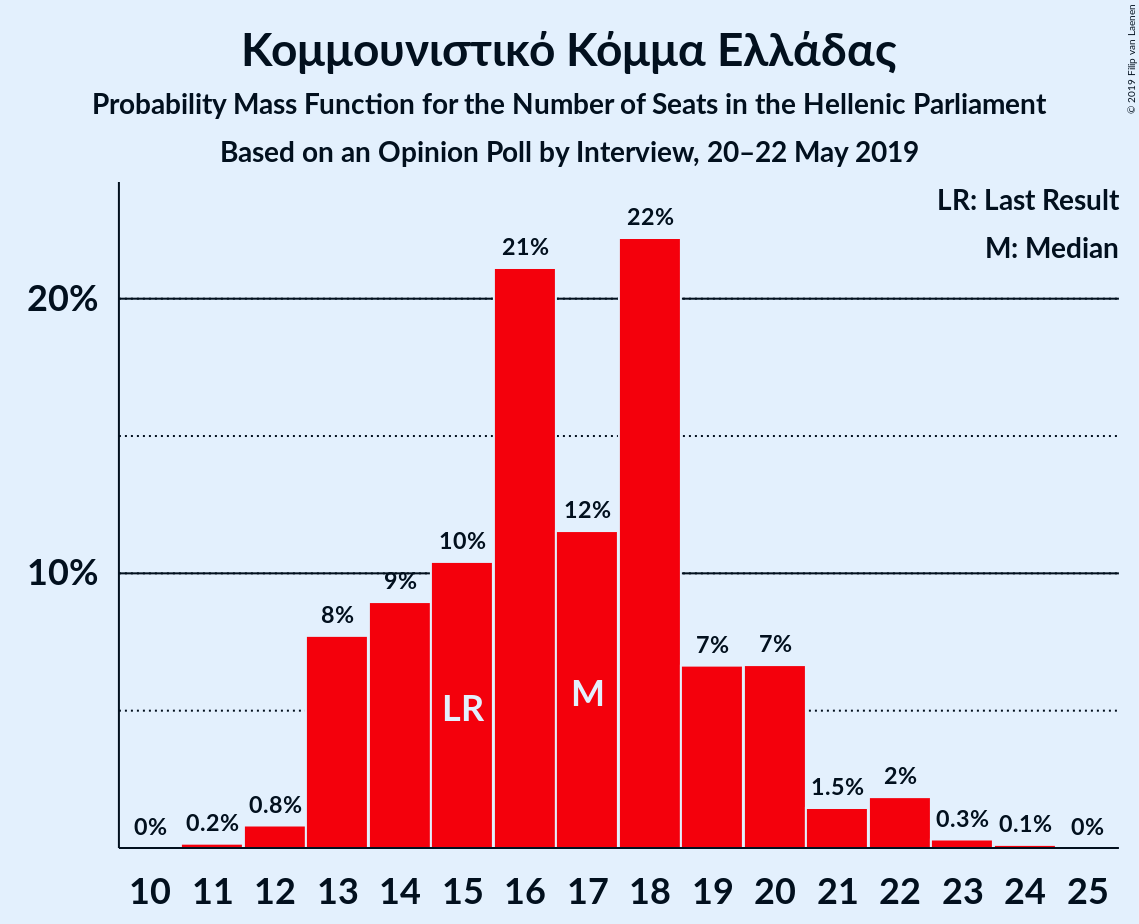 Κομμουνιστικό Κόμμα Ελλάδας
Probability Mass Function for the Number of Seats in the Hellenic Parliament
Based on an Opinion Poll by Interview, 20–22 May 2019
© 2019 Filip van Laenen
LR: Last Result
M: Median
20%
10%
0%
0.2%
0.8%
8%
9%
10%
21%
12%
22%
7%
7%
1.5%
2%
0.3%
0.1%
0%
LR
M
10 11 12 13 14 15 16 17 18 19 20 21 22 23 24 25